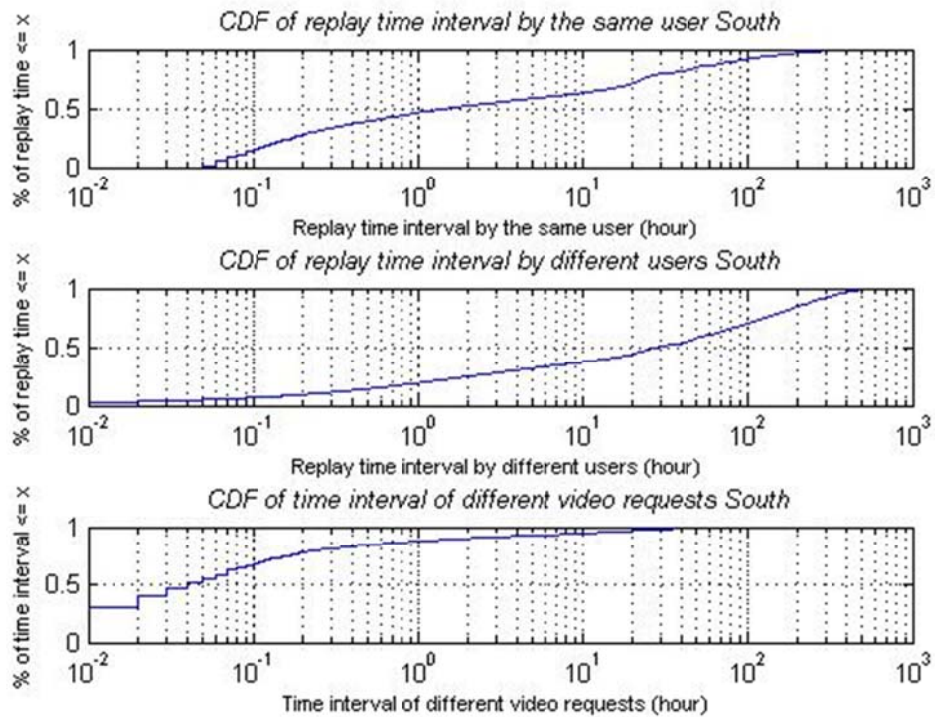 CDF of replay time interval by the same user South
% of replay time <= x
1
0.5
0
10^-2 10^-1 10^0 10^1 10^2 10^3
Replay time interval by the same user (hour)
CDF of replay time interval by different users South
% of replay time <= x
1
0.5
0
10^-2 10^-1 10^0 10^1 10^2 10^3
Replay time interval by different users (hour)
CDF of time interval of different video requests South
% of time interval <= x
1
0.5
0
10^-2 10^-1 10^0 10^1 10^2 10^3
Time interval of different video requests (hour)